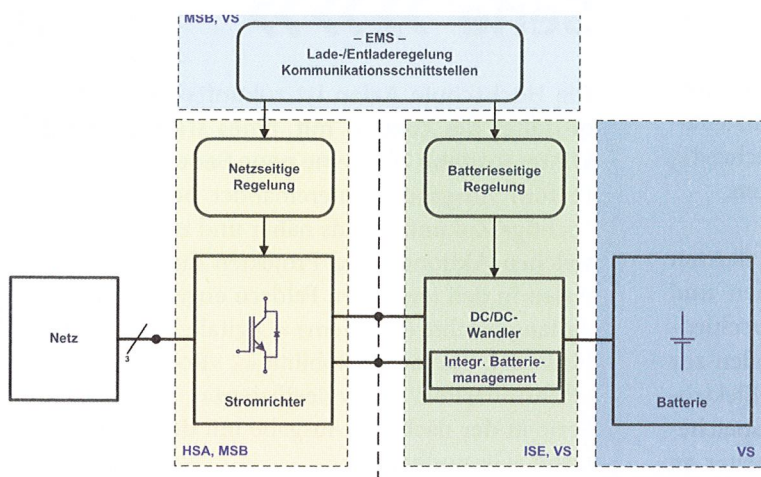 MSB, VS
– EMS –
Lade-/Entladeregelung
Kommunikationsschnittstellen
Netzseitige
Regelung
Batterieseitige
Regelung
Netz
3
Stromrichter
DC/DC-
Wandler
Integr. Batterie-
management
Batterie
HSA, MSB
ISE, VS
VS